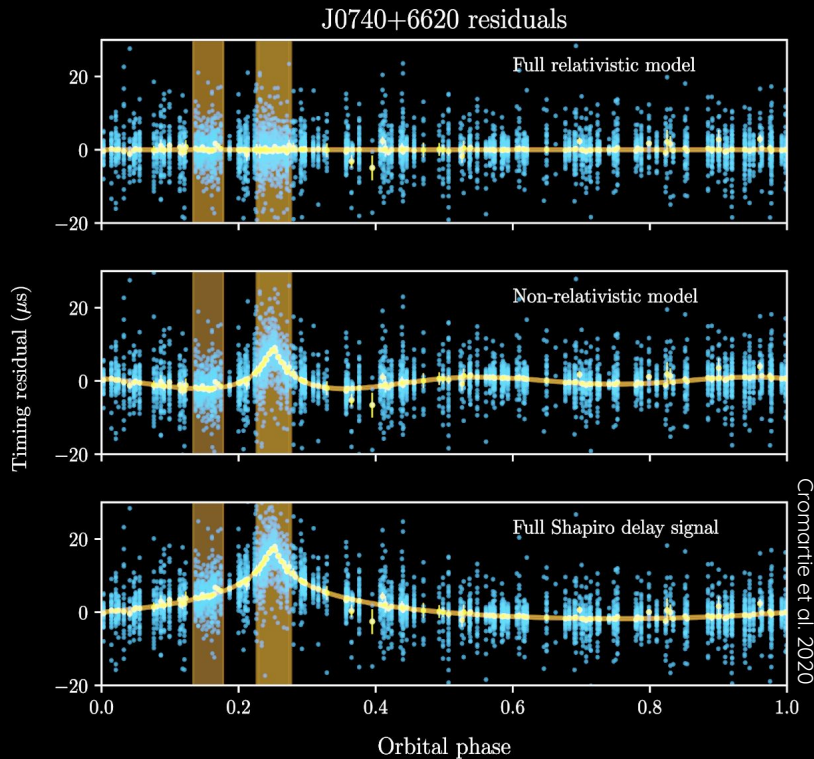 J0740+6620 residuals
Full relativistic model
20
0
−20
Non-relativistic model
20
0
−20
Full Shapiro delay signal
20
0
−20
0.0 0.2 0.4 0.6 0.8 1.0
Orbital phase
Timing residual (μs)
Cromartie et al. 2020